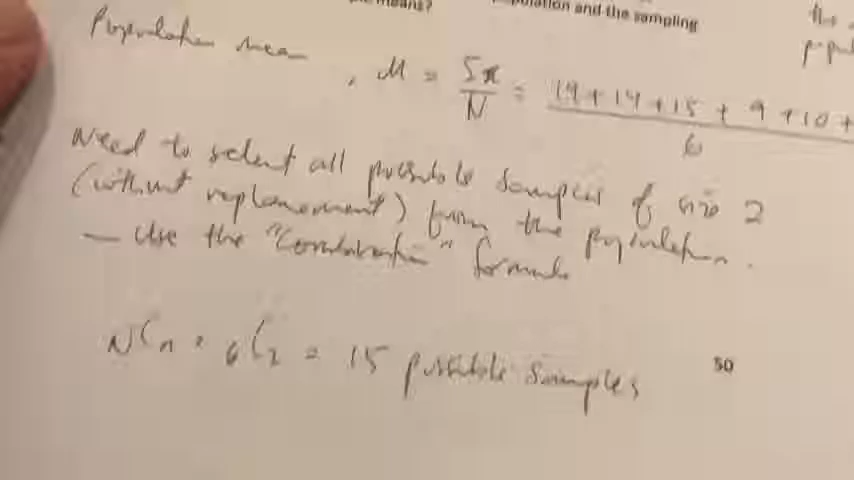 means?
population and the sampling
the
popu
Population mean , M = Σx/N = 14+14+15+9+10+ / 6
Need to select all possible samples of size 2
(without replacement) from the population.
— Use the "Combination" formula
NCn = 6C2 = 15 possible samples
50